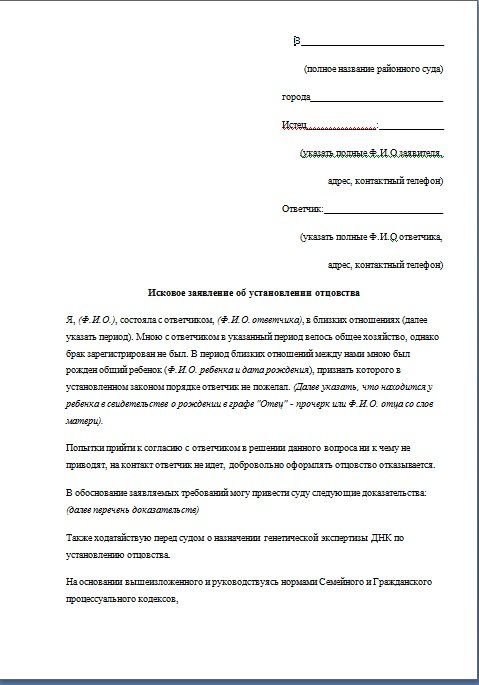 В____________________________
(полное название районного суда)
города__________________________
Истец______________:_____________
(указать полные Ф.И.О заявителя,
адрес, контактный телефон)
Ответчик:_______________________
(указать полные Ф.И.О ответчика,
адрес, контактный телефон)
Исковое заявление об установлении отцовства
Я, (Ф.И.О.), состояла с ответчиком, (Ф.И.О. ответчика), в близких отношениях (далее
указать период). Мною с ответчиком в указанный период велось общее хозяйство, однако
брак зарегистрирован не был. В период близких отношений между нами мною был
рожден общий ребенок (Ф.И.О. ребенка и дата рождения), признать которого в
установленном законом порядке ответчик не пожелал. (Далее указать, что находится у
ребенка в свидетельстве о рождении в графе "Отец" - прочерк или Ф.И.О. отца со слов
матери).
Попытки прийти к согласию с ответчиком в решении данного вопроса ни к чему не
приводят, на контакт ответчик не идет, добровольно оформлять отцовство отказывается.
В обоснование заявляемых требований могу привести суду следующие доказательства:
(далее перечень доказательств)
Также ходатайствую перед судом о назначении генетической экспертизы ДНК по
установлению отцовства.
На основании вышеизложенного и руководствуясь нормами Семейного и Гражданского
процессуального кодексов,